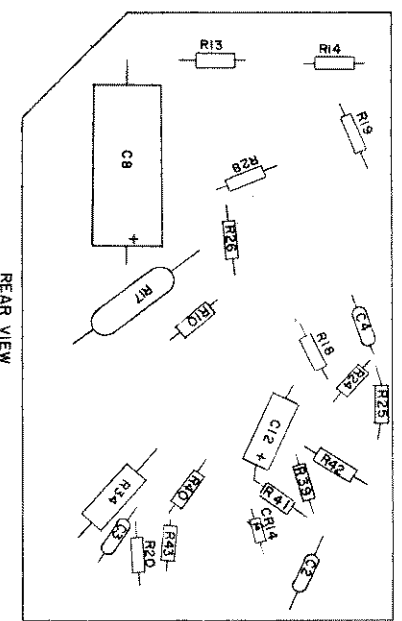 R13
R14
R19
C8
+
R28
R26
R17
R10
C4
R18
R24
R25
C12
+
R42
R39
R41
CR14
R34
R40
C3
R20
R43
C2
REAR VIEW